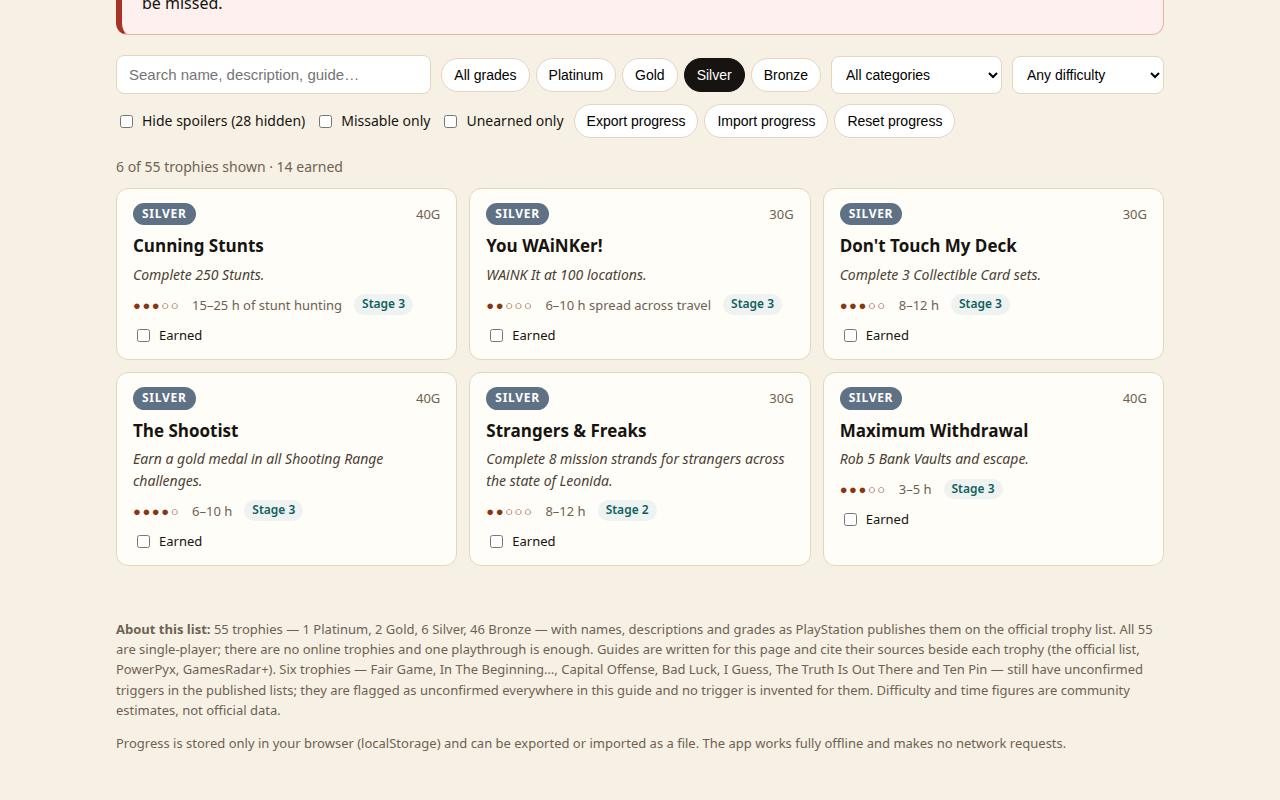 be missed.
Search name, description, guide…
All grades
Platinum
Gold
Silver
Bronze
All categories
Any difficulty
Hide spoilers (28 hidden)
Missable only
Unearned only
Export progress
Import progress
Reset progress
6 of 55 trophies shown · 14 earned
SILVER
40G
Cunning Stunts
Complete 250 Stunts.
●●●○○ 15–25 h of stunt hunting Stage 3
Earned
SILVER
30G
You WAiNKer!
WAiNK It at 100 locations.
●●○○○ 6–10 h spread across travel Stage 3
Earned
SILVER
30G
Don't Touch My Deck
Complete 3 Collectible Card sets.
●●●○○ 8–12 h Stage 3
Earned
SILVER
40G
The Shootist
Earn a gold medal in all Shooting Range
challenges.
●●●●○ 6–10 h Stage 3
Earned
SILVER
30G
Strangers & Freaks
Complete 8 mission strands for strangers across
the state of Leonida.
●●○○○ 8–12 h Stage 2
Earned
SILVER
40G
Maximum Withdrawal
Rob 5 Bank Vaults and escape.
●●●○○ 3–5 h Stage 3
Earned
About this list: 55 trophies — 1 Platinum, 2 Gold, 6 Silver, 46 Bronze — with names, descriptions and grades as PlayStation publishes them on the official trophy list. All 55
are single-player; there are no online trophies and one playthrough is enough. Guides are written for this page and cite their sources beside each trophy (the official list,
PowerPyx, GamesRadar+). Six trophies — Fair Game, In The Beginning..., Capital Offense, Bad Luck, I Guess, The Truth Is Out There and Ten Pin — still have unconfirmed
triggers in the published lists; they are flagged as unconfirmed everywhere in this guide and no trigger is invented for them. Difficulty and time figures are community
estimates, not official data.
Progress is stored only in your browser (localStorage) and can be exported or imported as a file. The app works fully offline and makes no network requests.